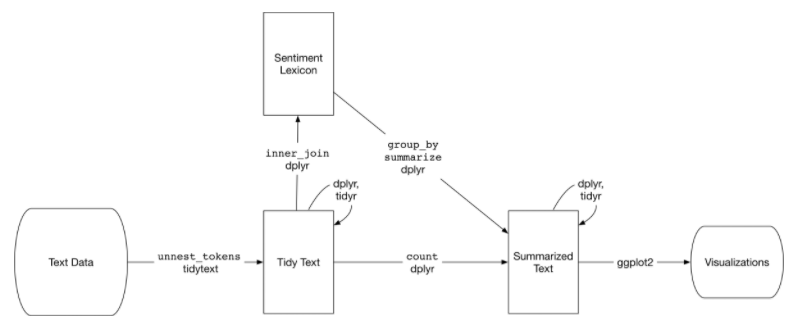 Sentiment
Lexicon
inner_join
dplyr
group_by
summarize
dplyr
dplyr,
tidyr
dplyr,
tidyr
Text Data
unnest_tokens
tidytext
Tidy Text
count
dplyr
Summarized
Text
ggplot2
Visualizations